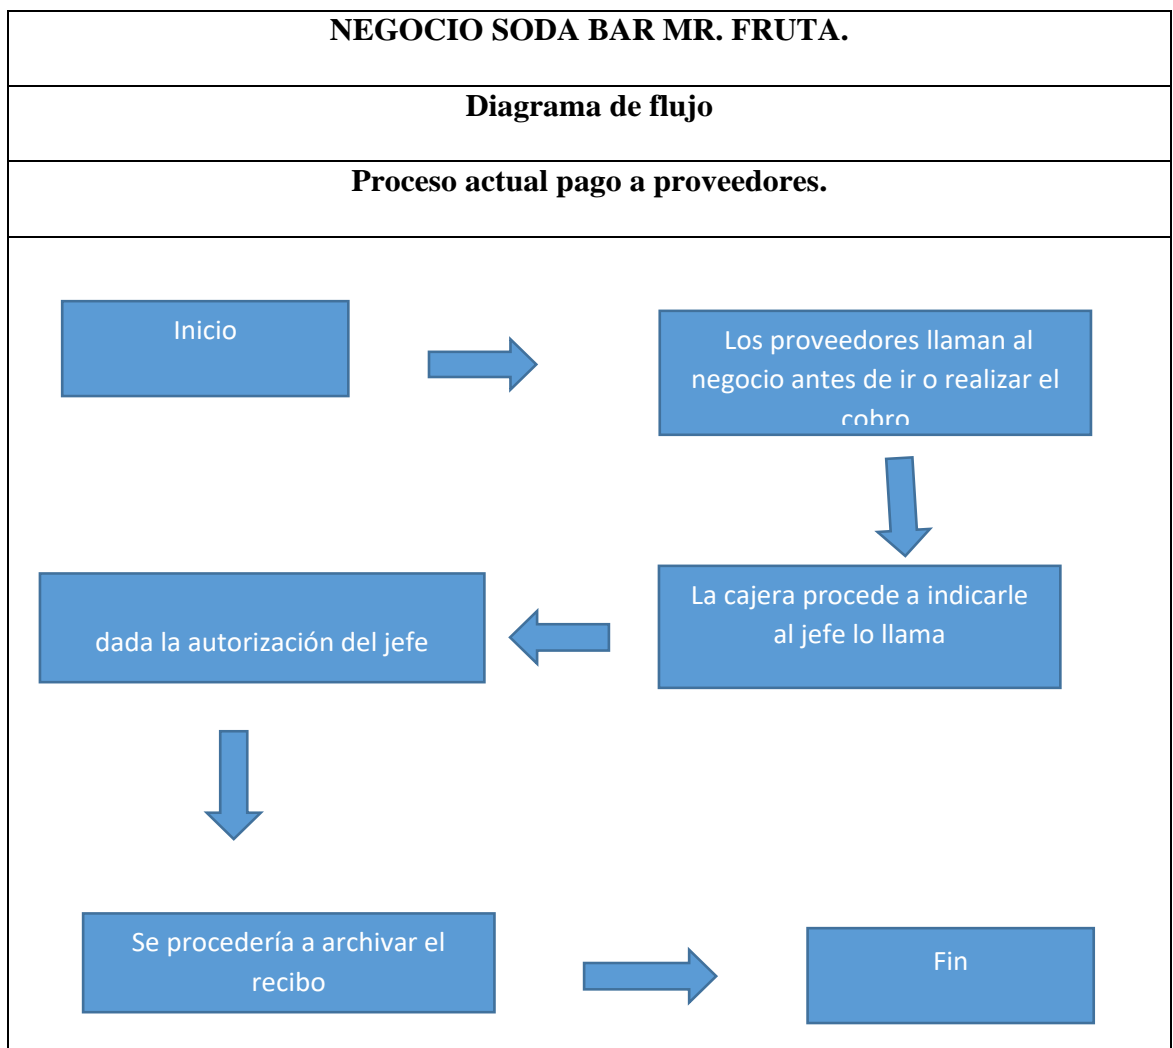 NEGOCIO SODA BAR MR. FRUTA.
Diagrama de flujo
Proceso actual pago a proveedores.
Inicio
Los proveedores llaman al
negocio antes de ir o realizar el
cobro
La cajera procede a indicarle
al jefe lo llama
dada la autorización del jefe
Se procedería a archivar el
recibo
Fin